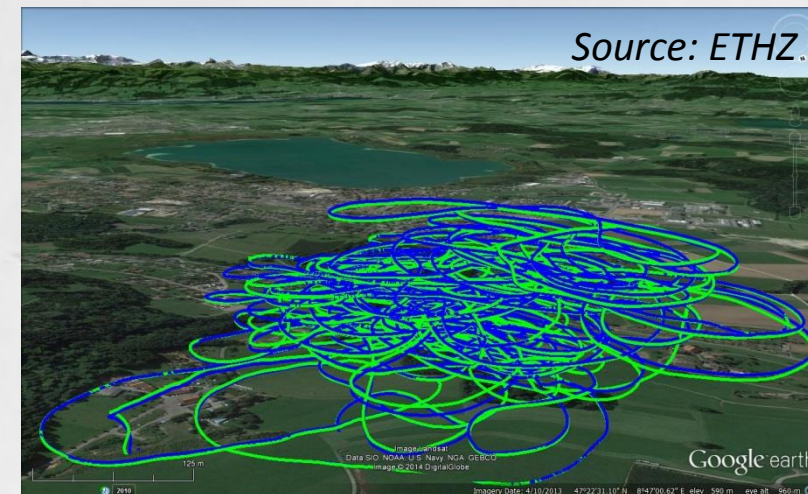 Source: ETHZ.
Image Landsat
Data SIO, NOAA, U.S. Navy, NGA, GEBCO
Image © 2014 DigitalGlobe
Google earth
125 m
2010
Imagery Date: 4/10/2013 47°22'31.10" N 8°47'00.62" E elev 590 m eye alt 960 m